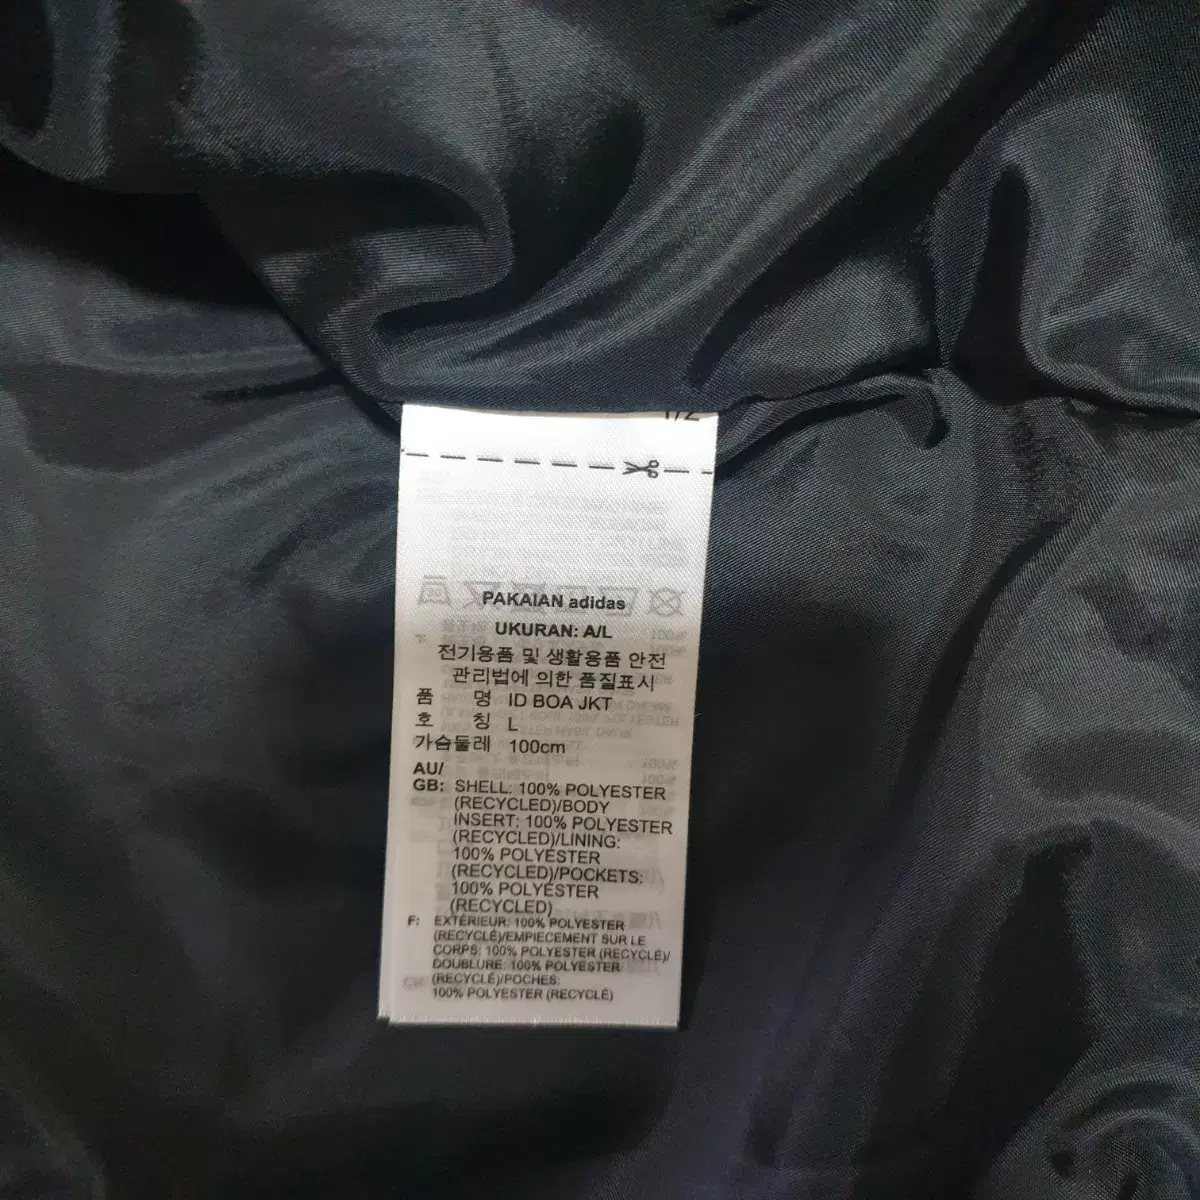 1/2
PAKAIAN adidas
UKURAN: A/L
전기용품 및 생활용품 안전
관리법에 의한 품질표시
품 명 ID BOA JKT
호 칭 L
가슴둘레 100cm
AU/
GB: SHELL: 100% POLYESTER
(RECYCLED)/BODY
INSERT: 100% POLYESTER
(RECYCLED)/LINING:
100% POLYESTER
(RECYCLED)/POCKETS:
100% POLYESTER
(RECYCLED)
F: EXTÉRIEUR: 100% POLYESTER
(RECYCLÉ)/EMPIECEMENT SUR LE
CORPS: 100% POLYESTER (RECYCLÉ)/
DOUBLURE: 100% POLYESTER
(RECYCLÉ)/POCHES:
100% POLYESTER (RECYCLÉ)